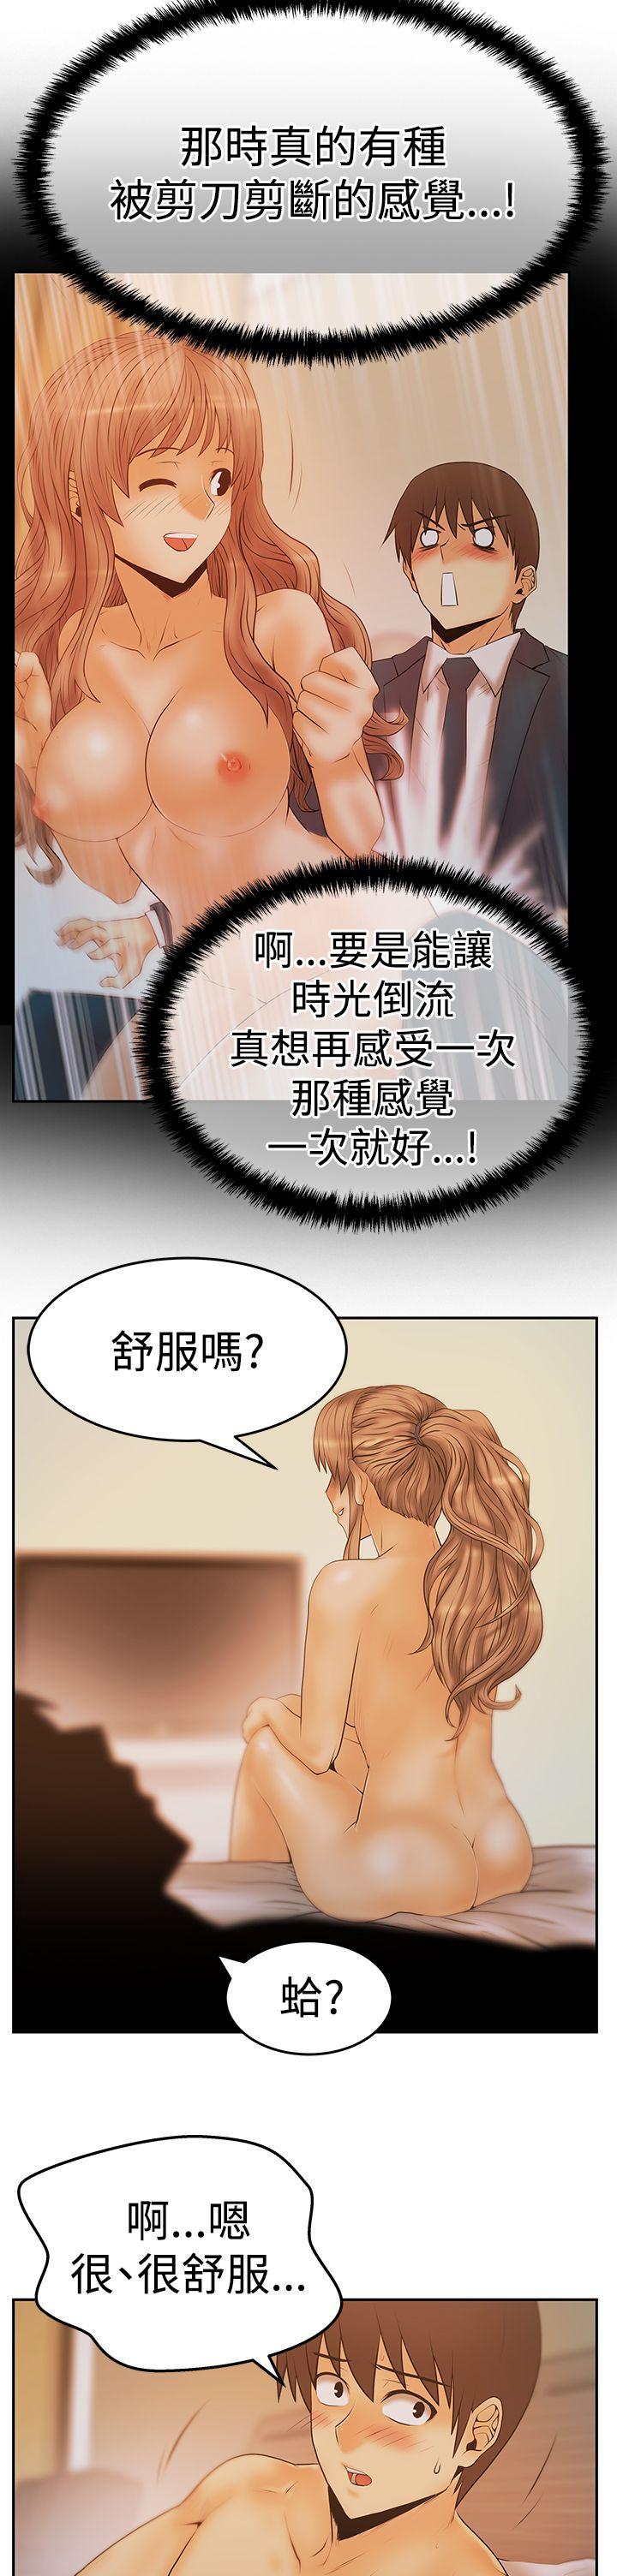 那時真的有種
被剪刀剪斷的感覺...!
啊...要是能讓
時光倒流
真想再感受一次
那種感覺
一次就好...!
舒服嗎?
蛤?
啊...嗯
很、很舒服...